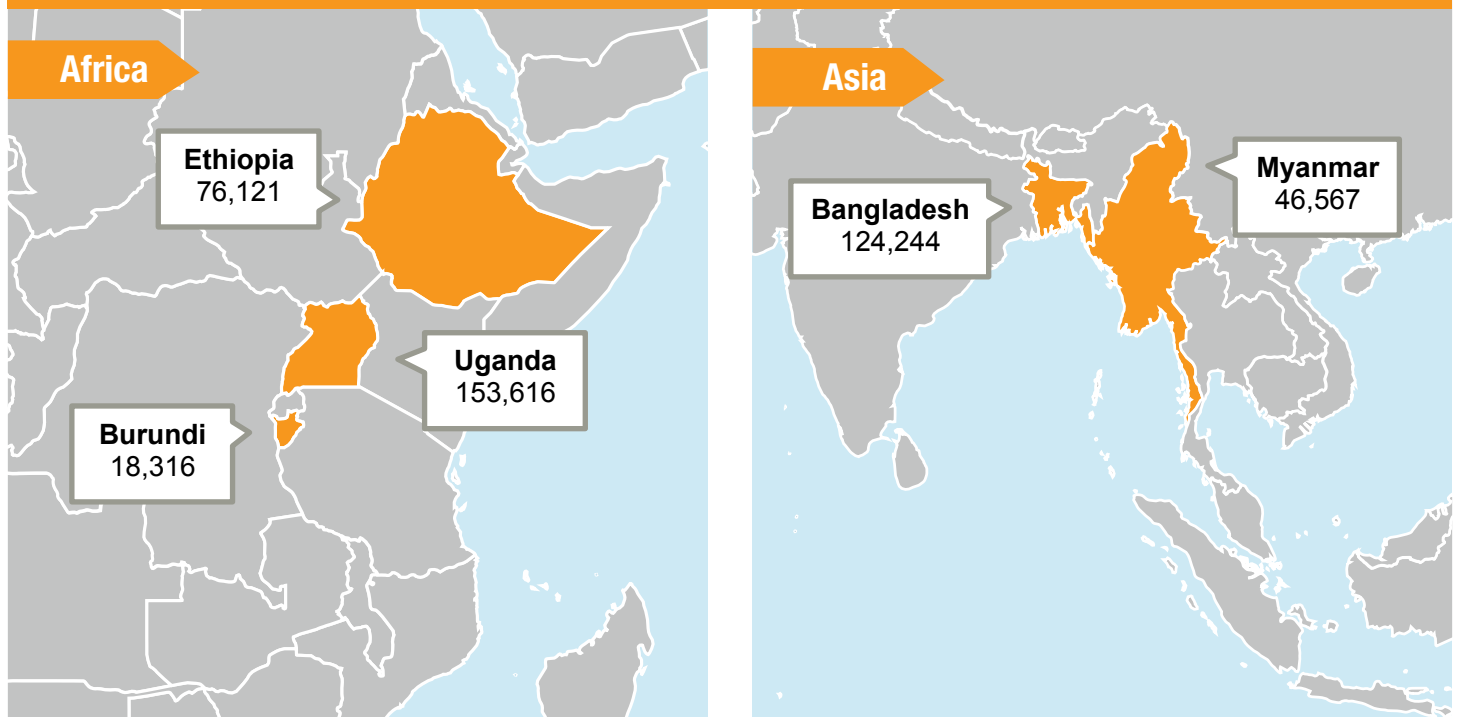 Africa
Ethiopia
76,121
Uganda
153,616
Burundi
18,316
Asia
Bangladesh
124,244
Myanmar
46,567